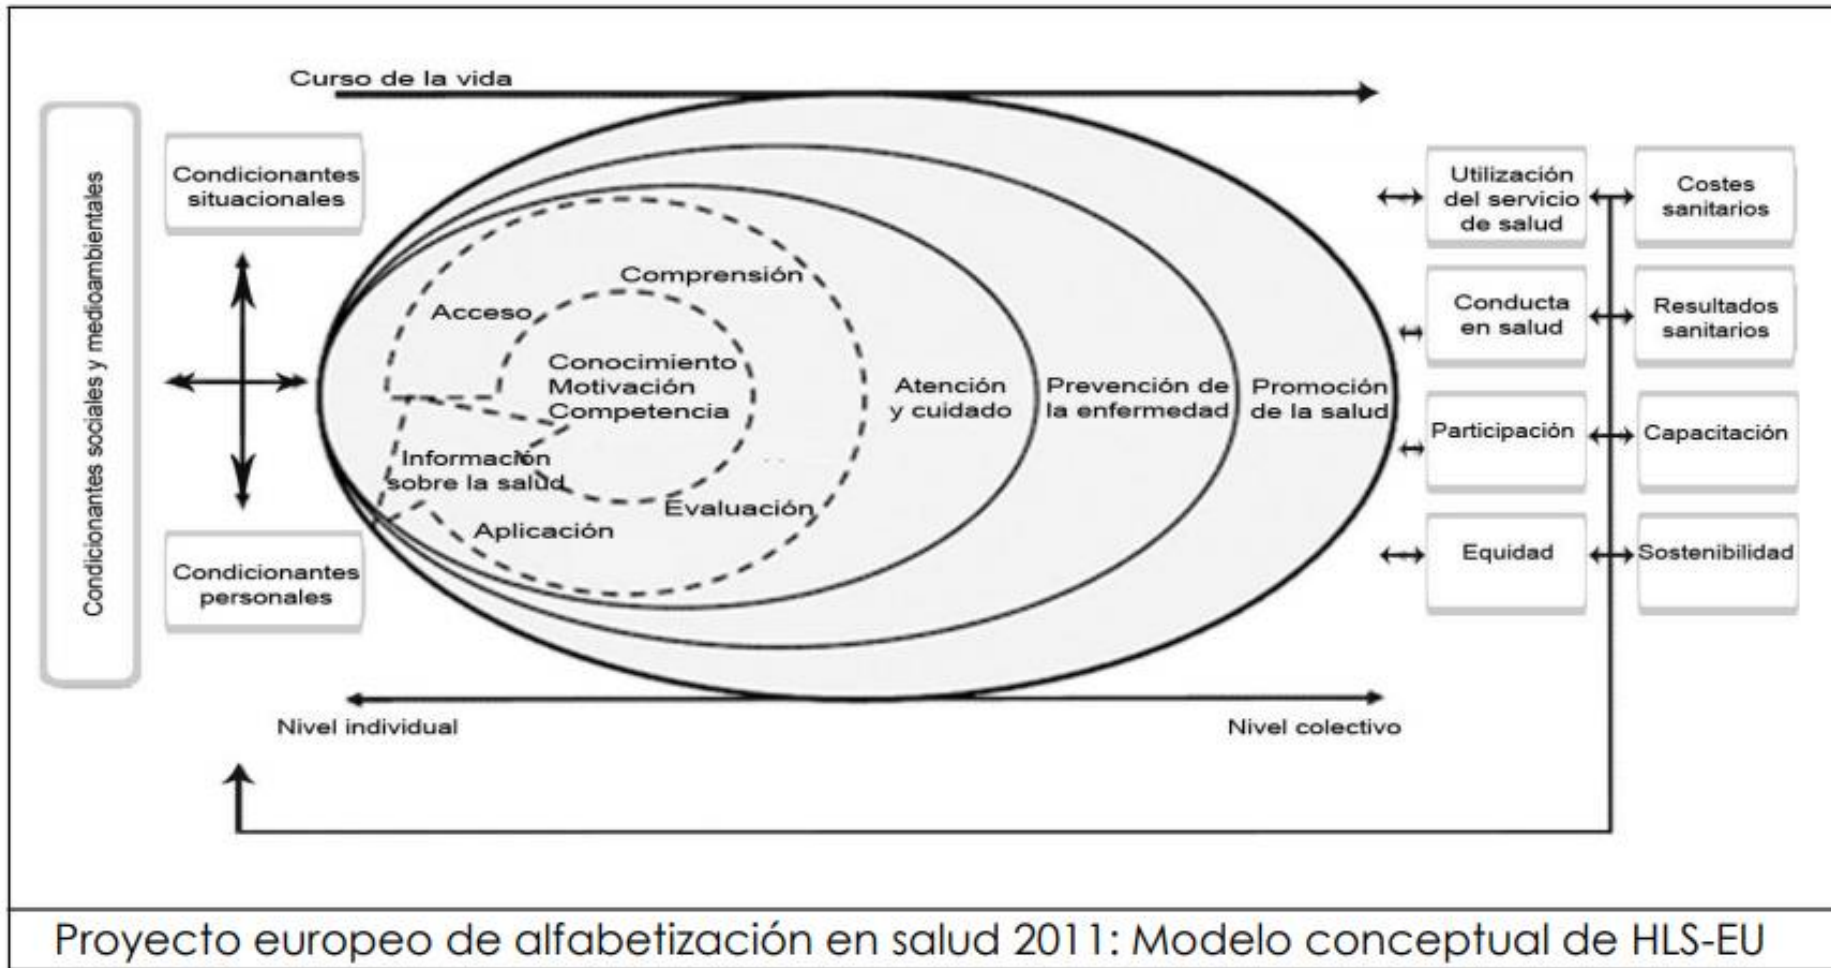 Curso de la vida
Condicionantes sociales y medioambientales
Condicionantes
situacionales
Condicionantes
personales
Comprensión
Acceso
Conocimiento
Motivación
Competencia
Información
sobre la salud
Evaluación
Aplicación
Atención
y cuidado
Prevención de
la enfermedad
Promoción
de la salud
Utilización
del servicio
de salud
Costes
sanitarios
Conducta
en salud
Resultados
sanitarios
Participación
Capacitación
Equidad
Sostenibilidad
Nivel individual
Nivel colectivo
Proyecto europeo de alfabetización en salud 2011: Modelo conceptual de HLS-EU